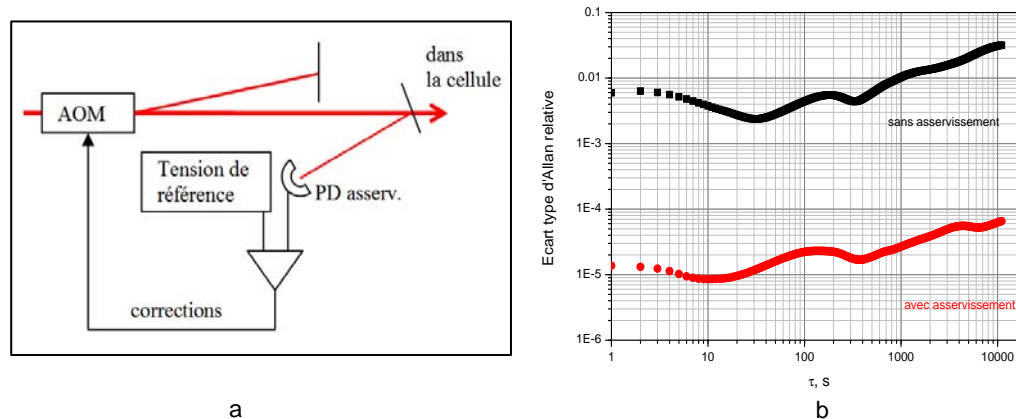 dans
la cellule
AOM
Tension de
référence
PD asserv.
corrections
a
0.1
0.01
1E-3
1E-4
1E-5
1E-6
Ecart type d'Allan relative
sans asservissement
avec asservissement
1 10 100 1000 10000
τ, s
b